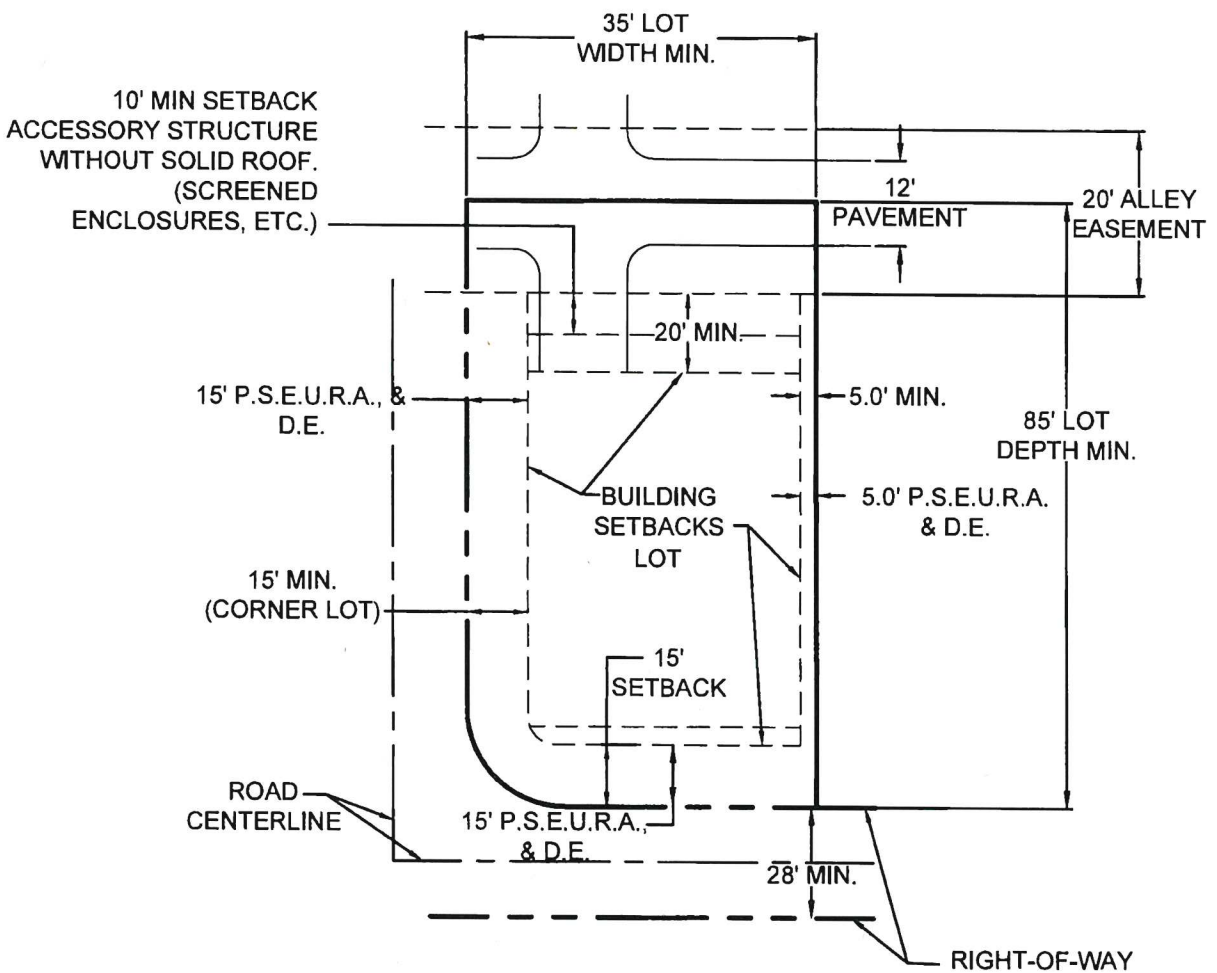 35' LOT
WIDTH MIN.
10' MIN SETBACK
ACCESSORY STRUCTURE
WITHOUT SOLID ROOF.
(SCREENED
ENCLOSURES, ETC.)
12'
PAVEMENT
20' ALLEY
EASEMENT
20' MIN.
15' P.S.E.U.R.A., &
D.E.
5.0' MIN.
85' LOT
DEPTH MIN.
BUILDING
SETBACKS
LOT
5.0' P.S.E.U.R.A.
& D.E.
15' MIN.
(CORNER LOT)
15'
SETBACK
ROAD
CENTERLINE
15' P.S.E.U.R.A.,
& D.E.
28' MIN.
RIGHT-OF-WAY